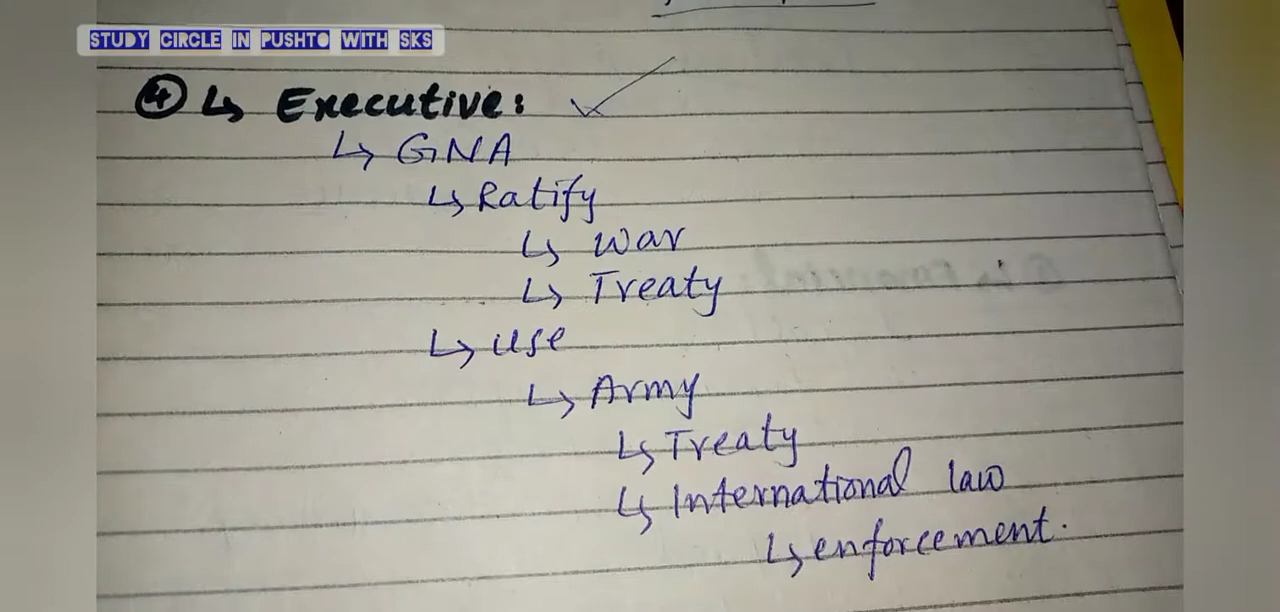 STUDY CIRCLE IN PUSHTO WITH SKS
④ ↳ Executive:
↳ GNA
↳ Ratify
↳ war
↳ Treaty
↳ use
↳ Army
↳ Treaty
↳ International law
↳ enforcement.